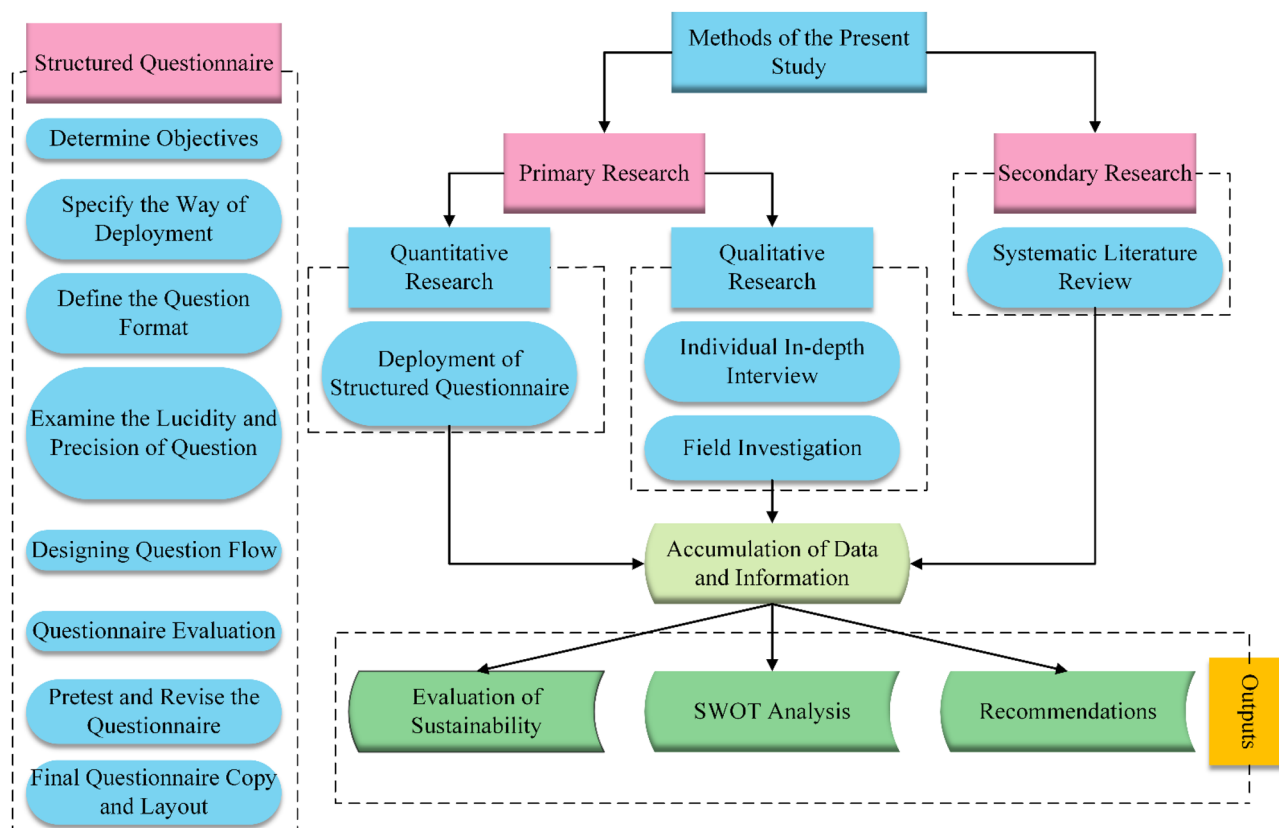 Structured Questionnaire
Determine Objectives
Specify the Way of
Deployment
Define the Question
Format
Examine the Lucidity and
Precision of Question
Designing Question Flow
Questionnaire Evaluation
Pretest and Revise the
Questionnaire
Final Questionnaire Copy
and Layout
Methods of the Present
Study
Primary Research
Secondary Research
Quantitative
Research
Qualitative
Research
Systematic Literature
Review
Deployment of
Structured Questionnaire
Individual In-depth
Interview
Field Investigation
Accumulation of Data
and Information
Evaluation of
Sustainability
SWOT Analysis
Recommendations
Outputs